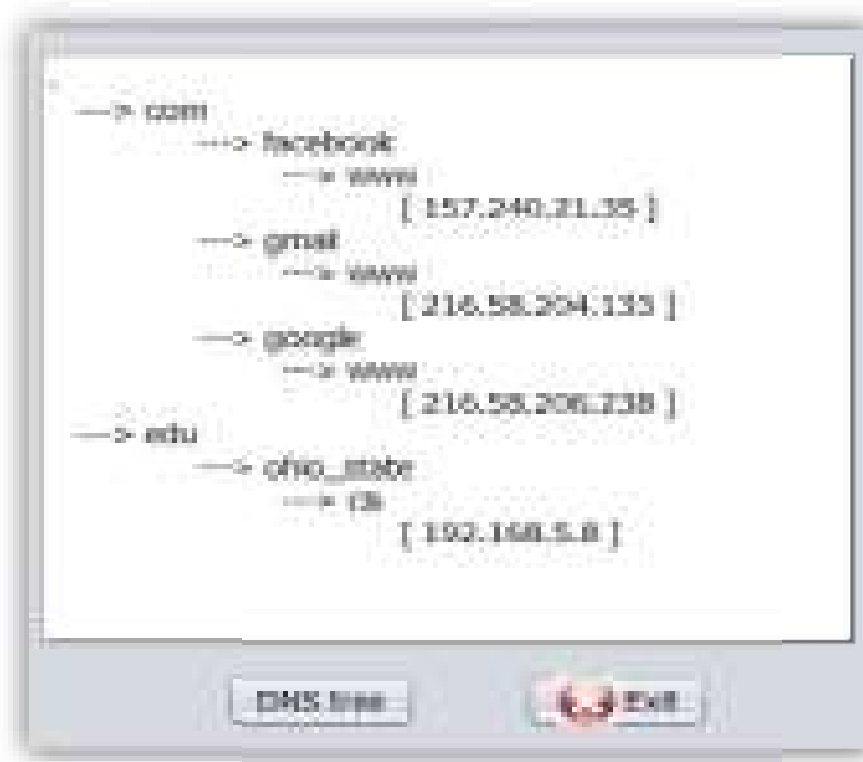 ---> com
---> facebook
---> www
[ 157.240.21.35 ]
---> gmail
---> www
[ 216.58.204.133 ]
---> google
---> www
[ 216.58.206.238 ]
---> edu
---> ohio_state
---> cis
[ 192.168.5.8 ]
DNS tree
Exit